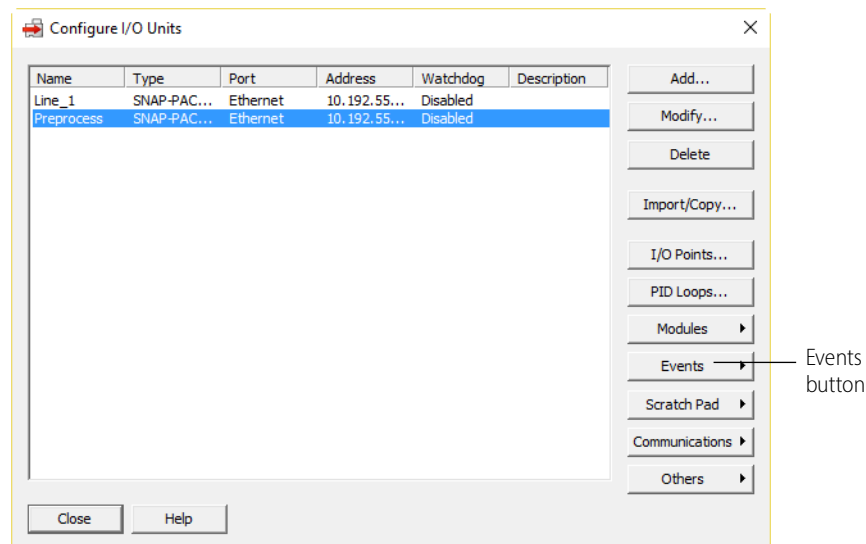 Configure I/O Units
Name Type Port Address Watchdog Description
Line_1 SNAP-PAC... Ethernet 10.192.55... Disabled
Preprocess SNAP-PAC... Ethernet 10.192.55... Disabled
Add...
Modify...
Delete
Import/Copy...
I/O Points...
PID Loops...
Modules
Events
Scratch Pad
Communications
Others
Events
button
Close Help